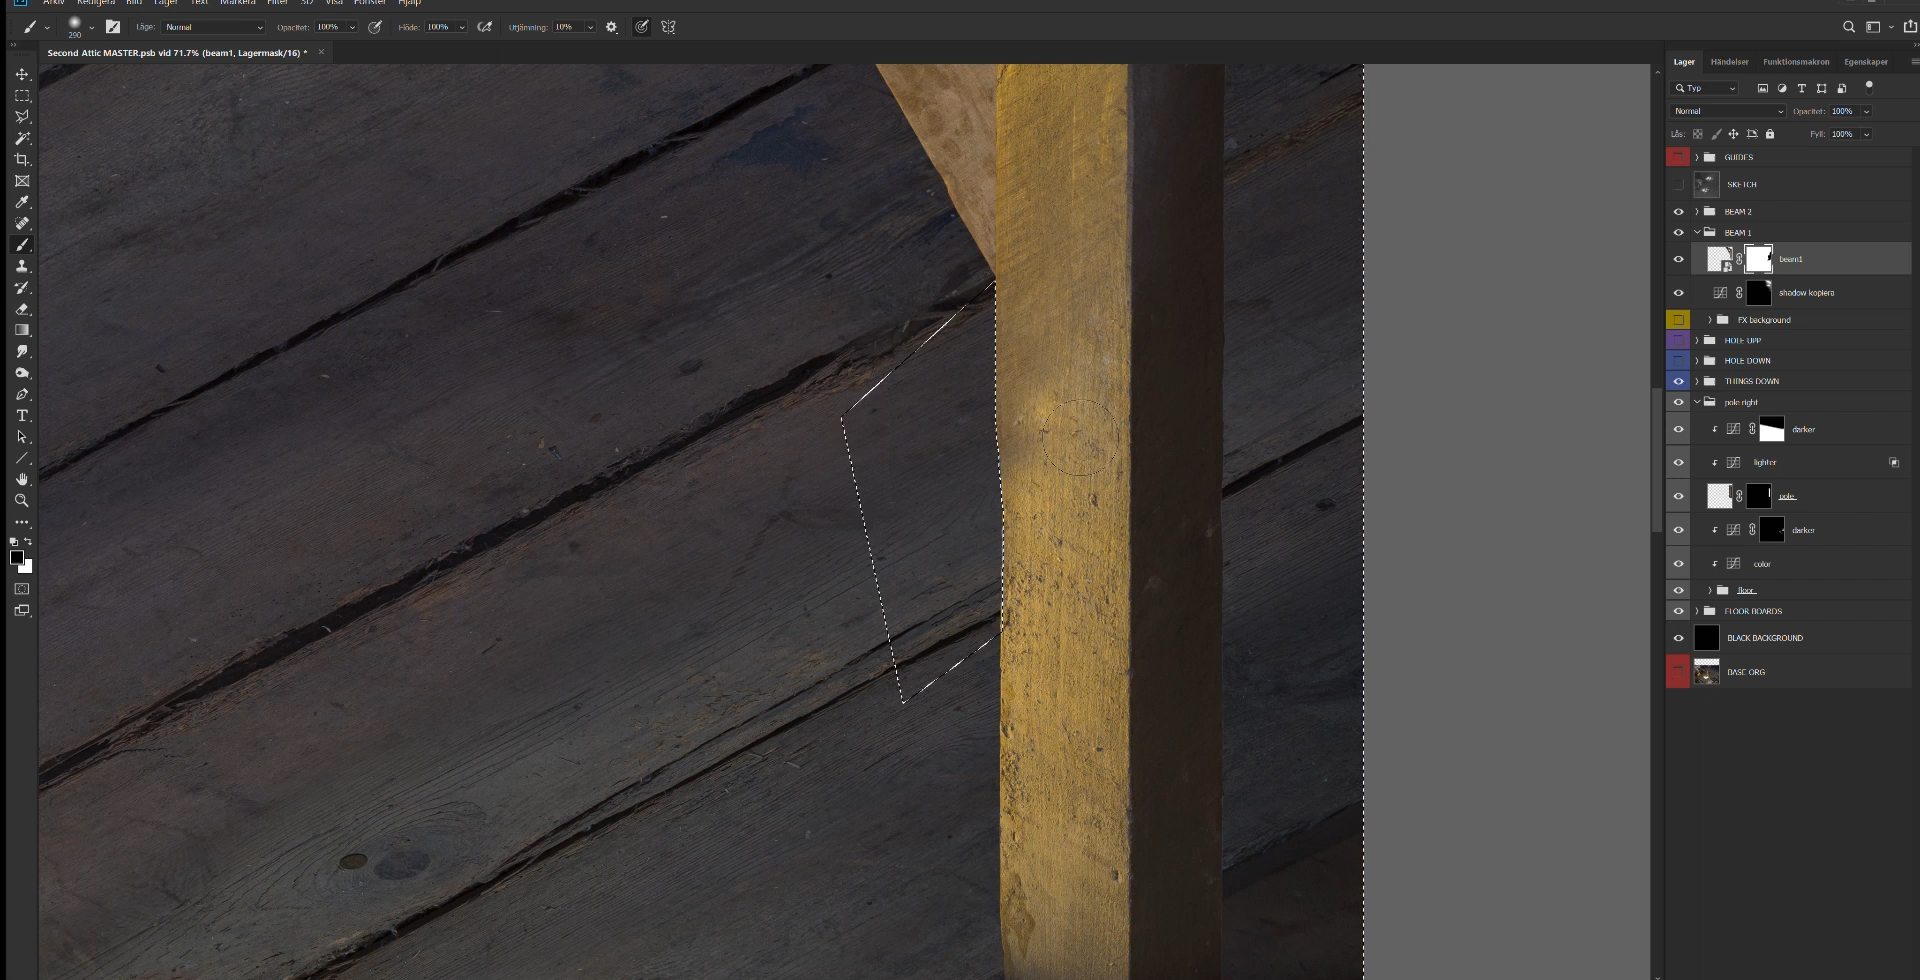 Arkiv Redigera Bild Lager Text Markera Filter 3D Visa Fönster Hjälp
290 Läge: Normal Opacitet: 100% Flöde: 100% Utjämning: 10%
Second Attic MASTER.psb vid 71.7% (beam1, Lagermask/16) * ×
Lager Händelser Funktionsmakron Egenskaper
Typ
Normal Opacitet: 100%
Lås: Fyll: 100%
GUIDES
SKETCH
BEAM 2
BEAM 1
beam1
shadow kopiera
FX background
HOLE UPP
HOLE DOWN
THINGS DOWN
pole right
darker
lighter
pole
darker
color
floor
FLOOR BOARDS
BLACK BACKGROUND
BASE ORG